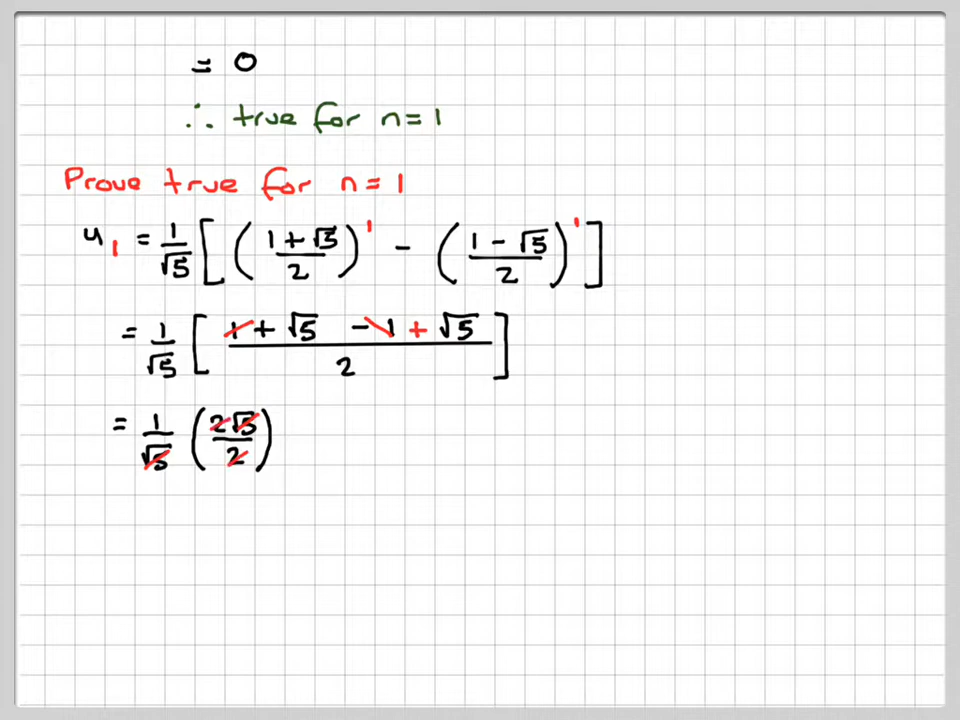 = 0
∴ true for n=1
Prove true for n=1
u₁ = 1/√5 [ ( (1+√5)/2 )¹ - ( (1-√5)/2 )¹ ]
= 1/√5 [ (1+√5 -1+√5)/2 ]
= 1/√5 ( 2√5/2 )